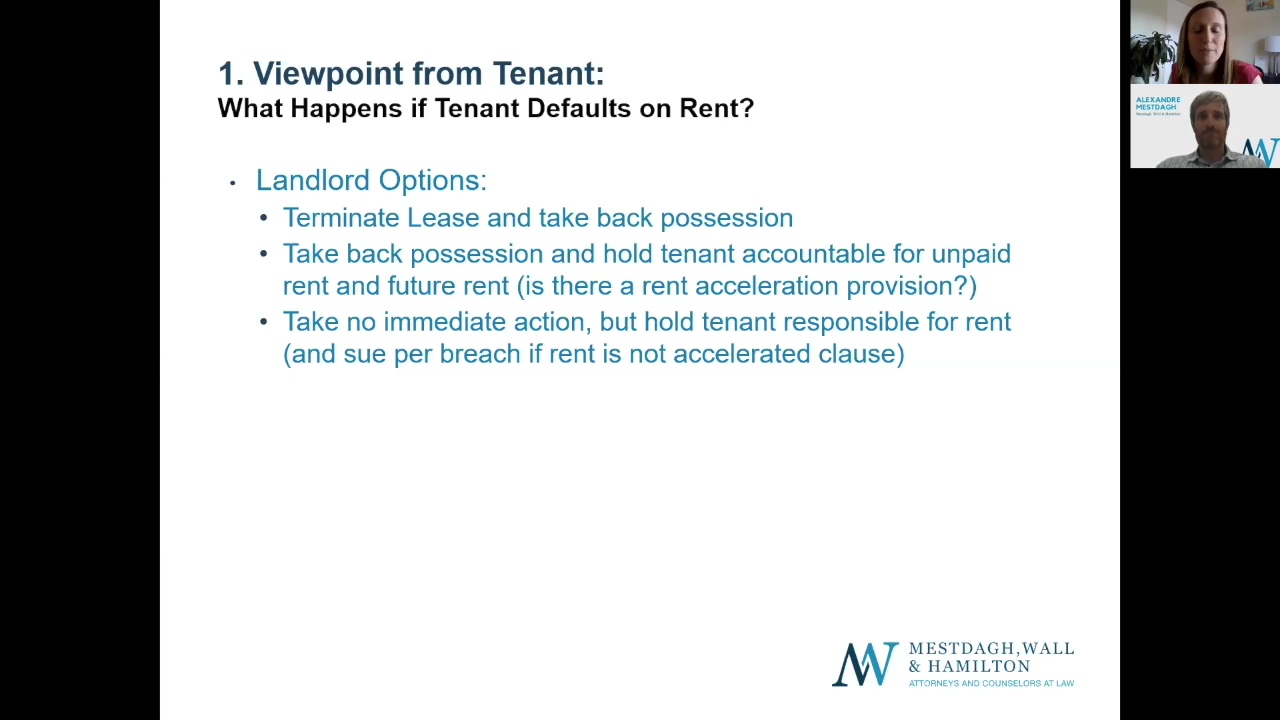 1. Viewpoint from Tenant:
What Happens if Tenant Defaults on Rent?
• Landlord Options:
• Terminate Lease and take back possession
• Take back possession and hold tenant accountable for unpaid
rent and future rent (is there a rent acceleration provision?)
• Take no immediate action, but hold tenant responsible for rent
(and sue per breach if rent is not accelerated clause)
MESTDAGH, WALL
& HAMILTON
ATTORNEYS AND COUNSELORS AT LAW
ALEXANDRE
MESTDAGH
Mestdagh, Wall & Hamilton